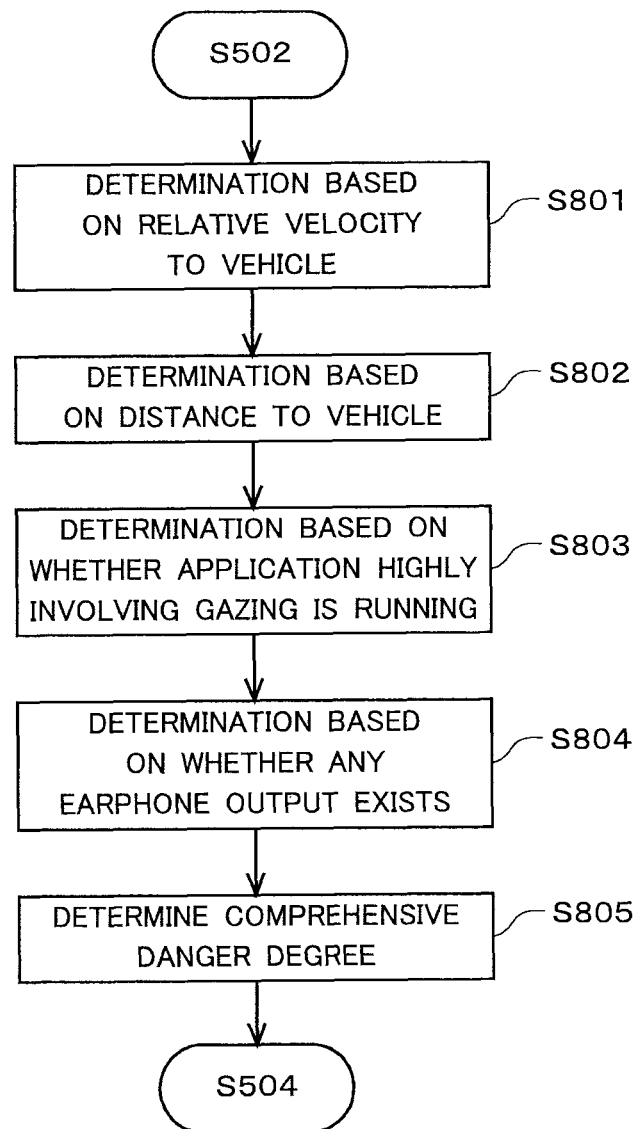 S502
DETERMINATION BASED
ON RELATIVE VELOCITY
TO VEHICLE
S801
DETERMINATION BASED
ON DISTANCE TO VEHICLE
S802
DETERMINATION BASED ON
WHETHER APPLICATION HIGHLY
INVOLVING GAZING IS RUNNING
S803
DETERMINATION BASED
ON WHETHER ANY
EARPHONE OUTPUT EXISTS
S804
DETERMINE COMPREHENSIVE
DANGER DEGREE
S805
S504